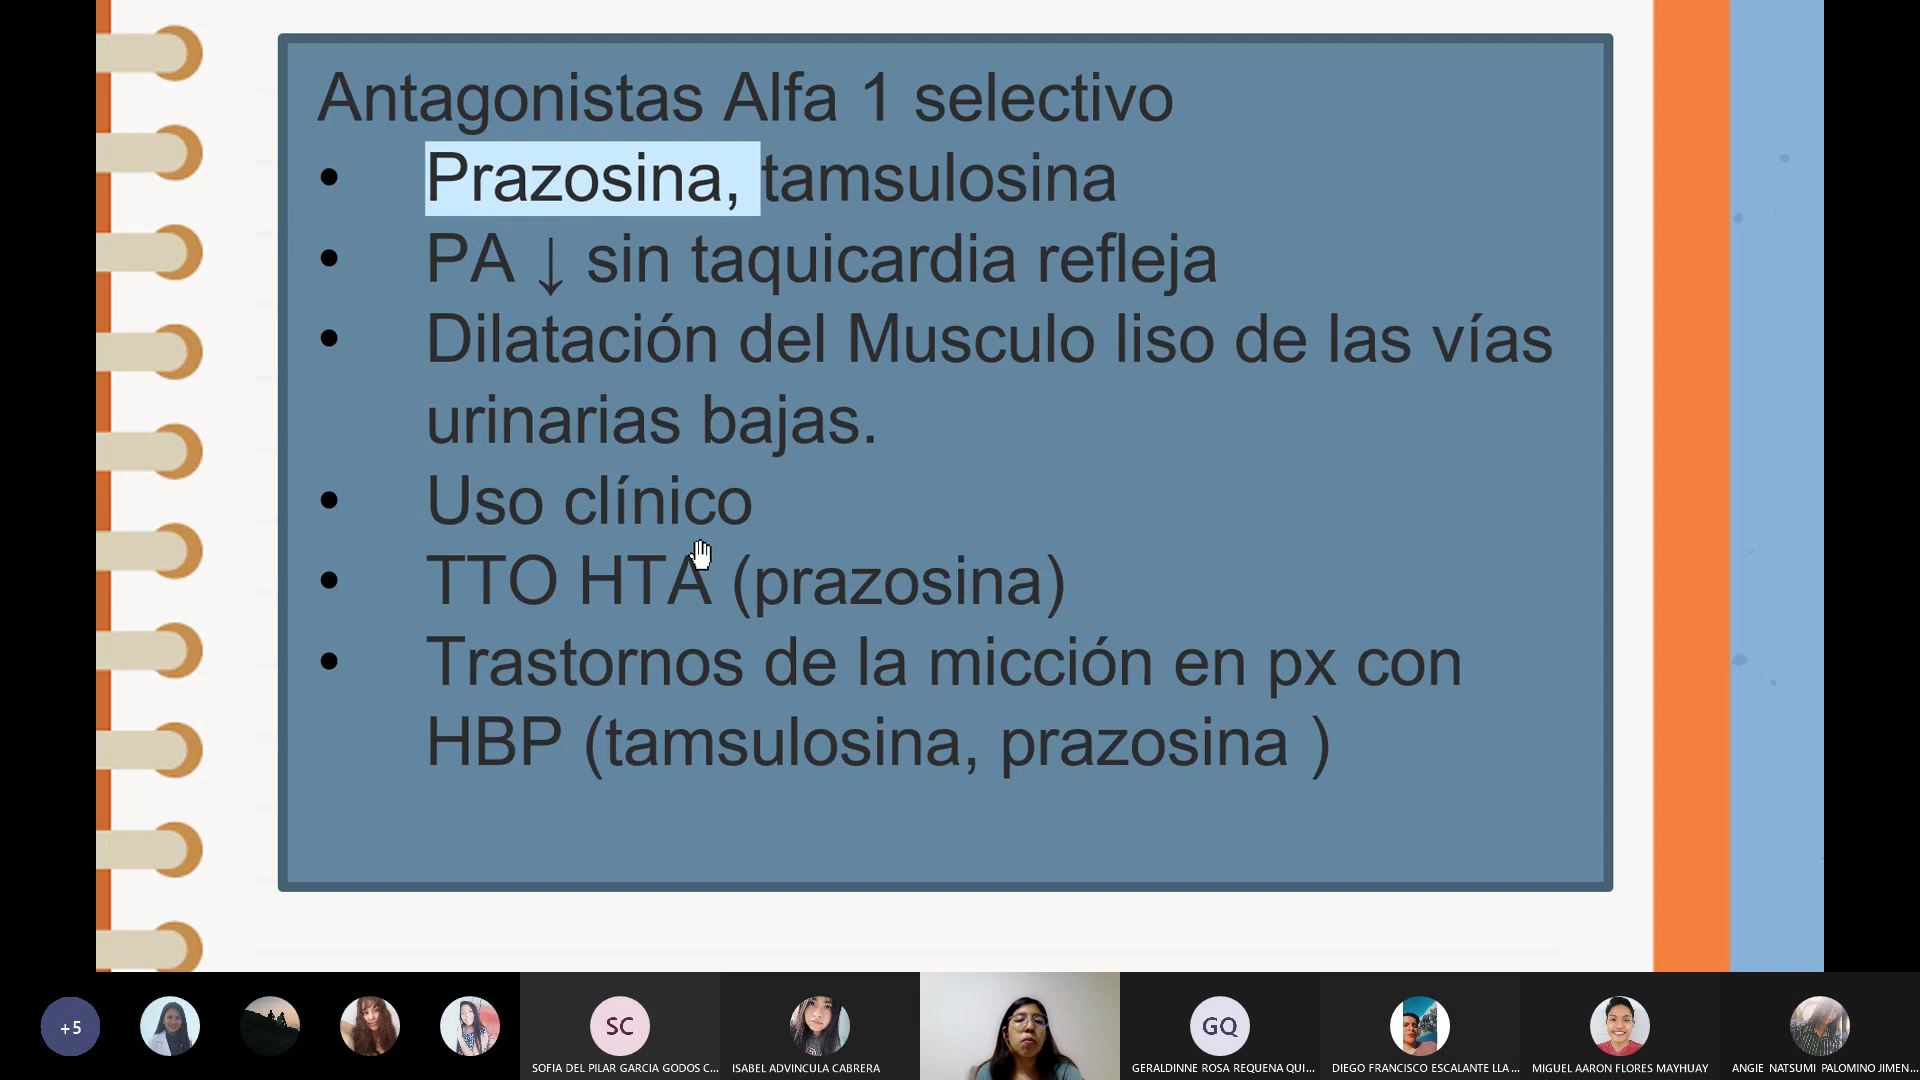 Antagonistas Alfa 1 selectivo
• Prazosina, tamsulosina
• PA ↓ sin taquicardia refleja
• Dilatación del Musculo liso de las vías
urinarias bajas.
• Uso clínico
• TTO HTA (prazosina)
• Trastornos de la micción en px con
HBP (tamsulosina, prazosina )
+5
SC
GQ
SOFIA DEL PILAR GARCIA GODOS C...
ISABEL ADVINCULA CABRERA
GERALDINNE ROSA REQUENA QUI...
DIEGO FRANCISCO ESCALANTE LLA...
MIGUEL AARON FLORES MAYHUAY
ANGIE NATSUMI PALOMINO JIMEN...